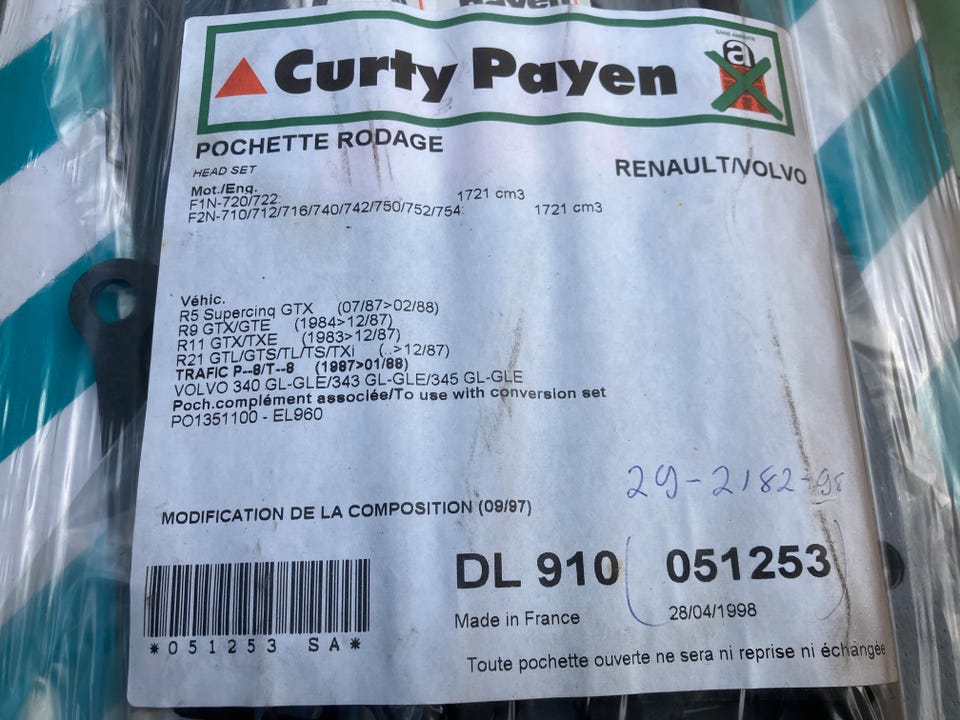 Curty Payen
SANS AMIANTE
a
POCHETTE RODAGE
HEAD SET
RENAULT/VOLVO
Mot./Eng.
F1N-720/722: 1721 cm3
F2N-710/712/716/740/742/750/752/754: 1721 cm3
Véhic.
R5 Supercinq GTX (07/87>02/88)
R9 GTX/GTE (1984>12/87)
R11 GTX/TXE (1983>12/87)
R21 GTL/GTS/TL/TS/TXi (..>12/87)
TRAFIC P--8/T--8 (1987>01/88)
VOLVO 340 GL-GLE/343 GL-GLE/345 GL-GLE
Poch.complément associée/To use with conversion set
PO1351100 - EL960
29-2182-98
MODIFICATION DE LA COMPOSITION (09/97)
DL 910 051253
Made in France 28/04/1998
*051253 SA*
Toute pochette ouverte ne sera ni reprise ni échangée